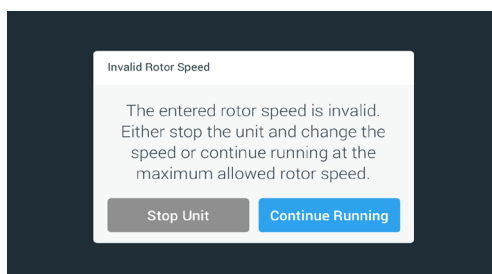 Invalid Rotor Speed
The entered rotor speed is invalid.
Either stop the unit and change the
speed or continue running at the
maximum allowed rotor speed.
Stop Unit
Continue Running